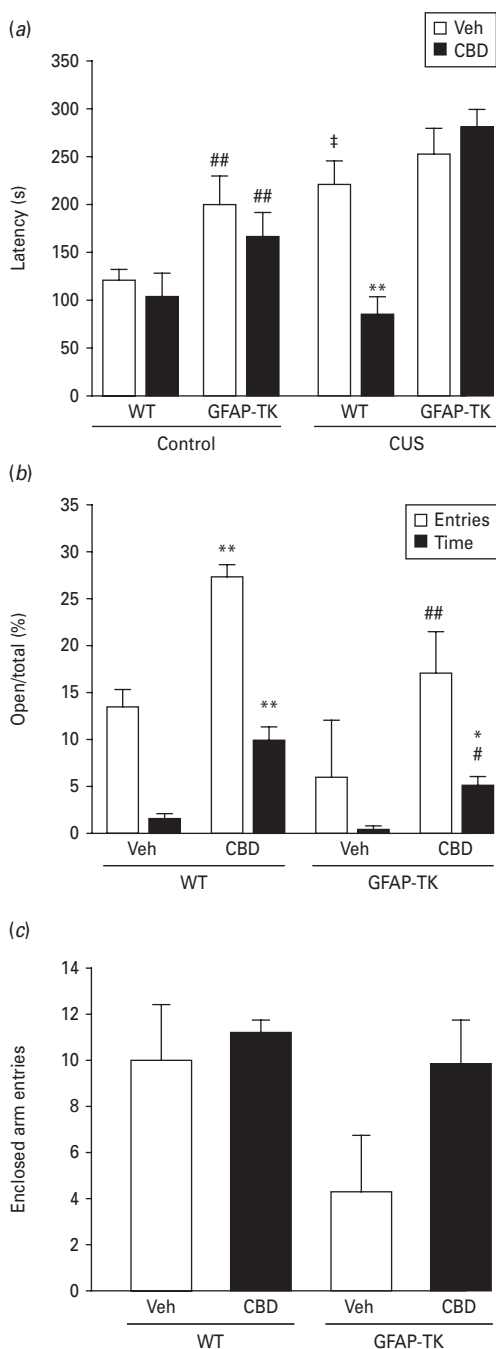 (a)
Veh
CBD
Latency (s)
350
300
250
200
150
100
50
0
‡
##
##
**
WT
GFAP-TK
WT
GFAP-TK
Control
CUS
(b)
Entries
Time
Open/total (%)
35
30
25
20
15
10
5
0
**
**
##
*
#
Veh
CBD
Veh
CBD
WT
GFAP-TK
(c)
Enclosed arm entries
14
12
10
8
6
4
2
0
Veh
CBD
Veh
CBD
WT
GFAP-TK